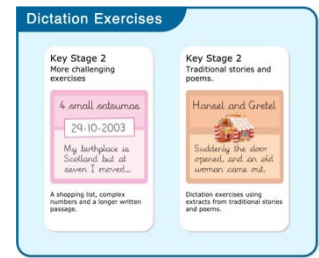 Dictation Exercises
Key Stage 2
More challenging
exercises
4 small satsumas
29-10-2003
My birthplace is
Scotland but at
seven I moved...
A shopping list, complex
numbers and a longer written
passage.
Key Stage 2
Traditional stories and
poems.
Hansel and Gretel
Suddenly the door
opened, and an old
woman came out.
Dictation exercises using
extracts from traditional stories
and poems.